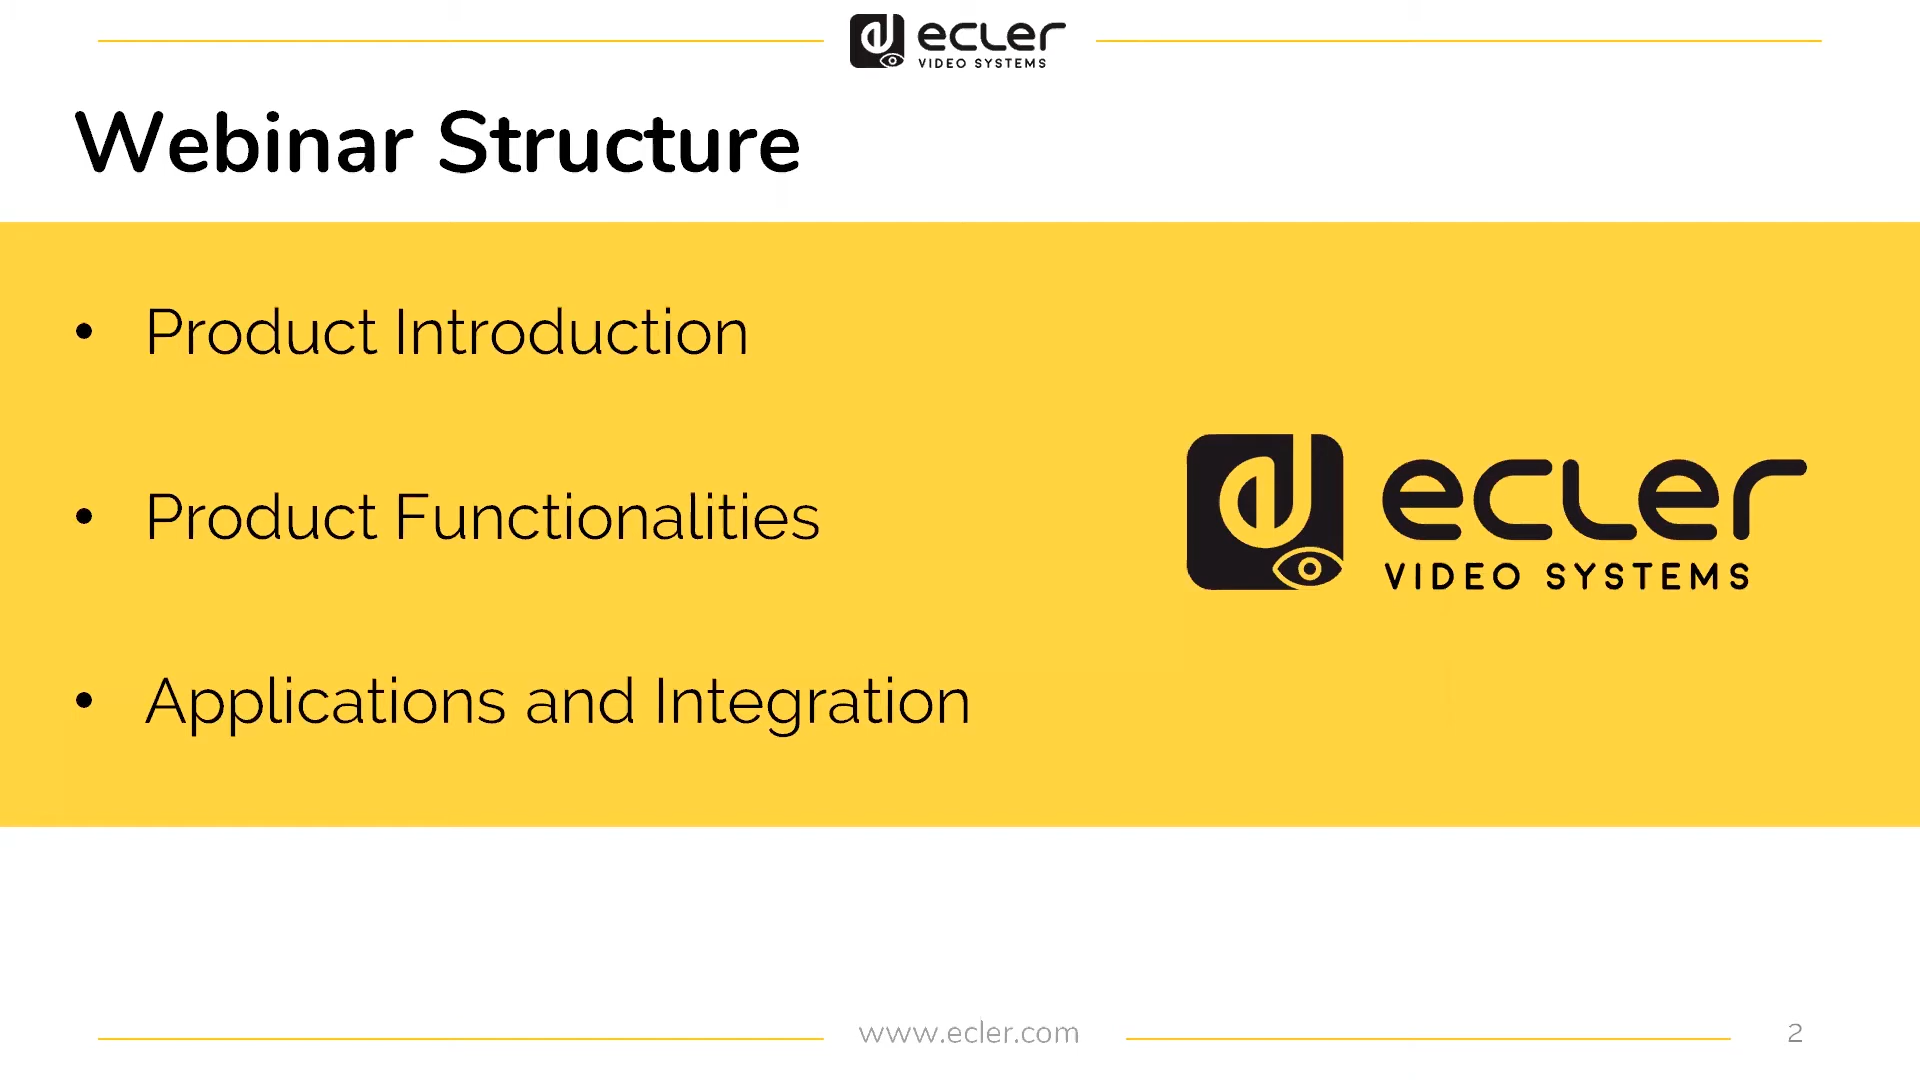 ecler
VIDEO SYSTEMS
Webinar Structure
• Product Introduction
• Product Functionalities
• Applications and Integration
ecler
VIDEO SYSTEMS
www.ecler.com
2